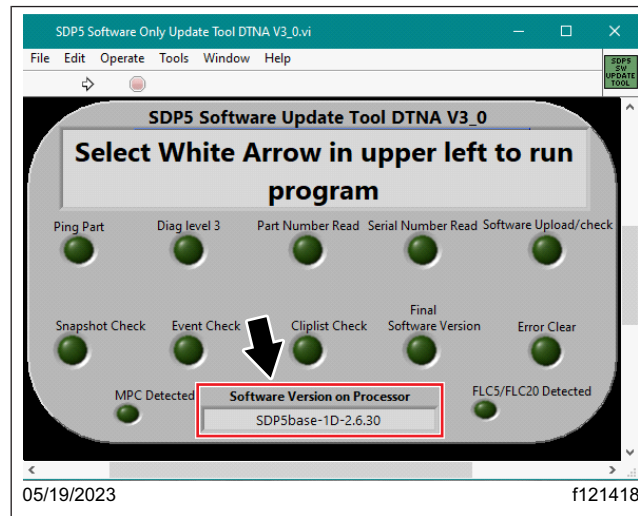 SDP5 Software Only Update Tool DTNA V3_0.vi
File Edit Operate Tools Window Help
SDP5
SW
UPDATE
TOOL
SDP5 Software Update Tool DTNA V3_0
Select White Arrow in upper left to run
program
Ping Part Diag level 3 Part Number Read Serial Number Read Software Upload/check
Snapshot Check Event Check Cliplist Check Final
Software Version Error Clear
MPC Detected Software Version on Processor FLC5/FLC20 Detected
SDP5base-1D-2.6.30
05/19/2023 f121418